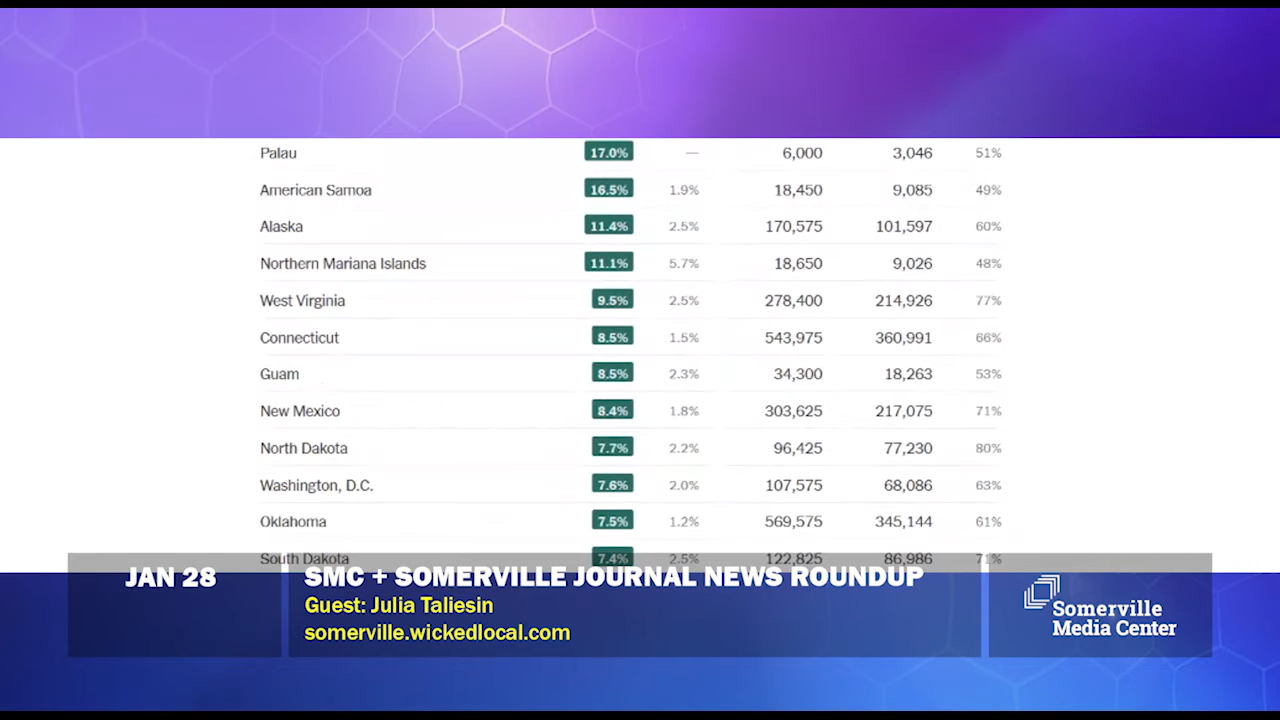 Palau 17.0% — 6,000 3,046 51%
American Samoa 16.5% 1.9% 18,450 9,085 49%
Alaska 11.4% 2.5% 170,575 101,597 60%
Northern Mariana Islands 11.1% 5.7% 18,650 9,026 48%
West Virginia 9.5% 2.5% 278,400 214,926 77%
Connecticut 8.5% 1.5% 543,975 360,991 66%
Guam 8.5% 2.3% 34,300 18,263 53%
New Mexico 8.4% 1.8% 303,625 217,075 71%
North Dakota 7.7% 2.2% 96,425 77,230 80%
Washington, D.C. 7.6% 2.0% 107,575 68,086 63%
Oklahoma 7.5% 1.2% 569,575 345,144 61%
South Dakota 7.4% 2.5% 122,825 86,986 71%
JAN 28
SMC + SOMERVILLE JOURNAL NEWS ROUNDUP
Guest: Julia Taliesin
somerville.wickedlocal.com
Somerville
Media Center